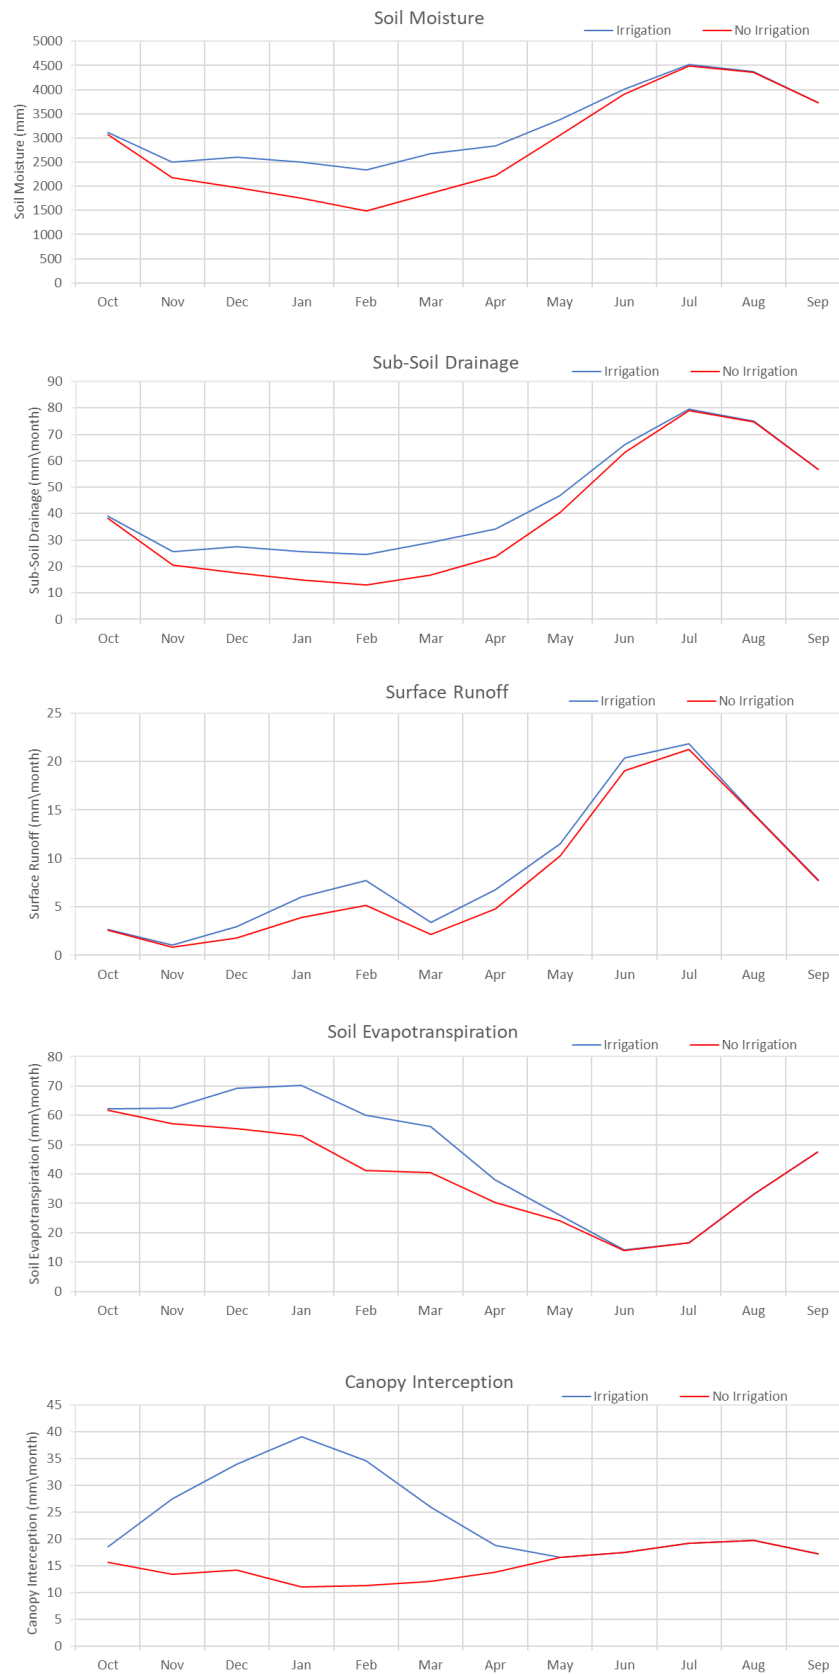 Soil Moisture
Irrigation No Irrigation
Soil Moisture (mm)
5000
4500
4000
3500
3000
2500
2000
1500
1000
500
0
Oct Nov Dec Jan Feb Mar Apr May Jun Jul Aug Sep
Sub-Soil Drainage
Irrigation No Irrigation
Sub-Soil Drainage (mm\month)
90
80
70
60
50
40
30
20
10
0
Oct Nov Dec Jan Feb Mar Apr May Jun Jul Aug Sep
Surface Runoff
Irrigation No Irrigation
Surface Runoff (mm\month)
25
20
15
10
5
0
Oct Nov Dec Jan Feb Mar Apr May Jun Jul Aug Sep
Soil Evapotranspiration
Irrigation No Irrigation
Soil Evapotranspiration (mm\month)
80
70
60
50
40
30
20
10
0
Oct Nov Dec Jan Feb Mar Apr May Jun Jul Aug Sep
Canopy Interception
Irrigation No Irrigation
Canopy Interception (mm\month)
45
40
35
30
25
20
15
10
5
0
Oct Nov Dec Jan Feb Mar Apr May Jun Jul Aug Sep